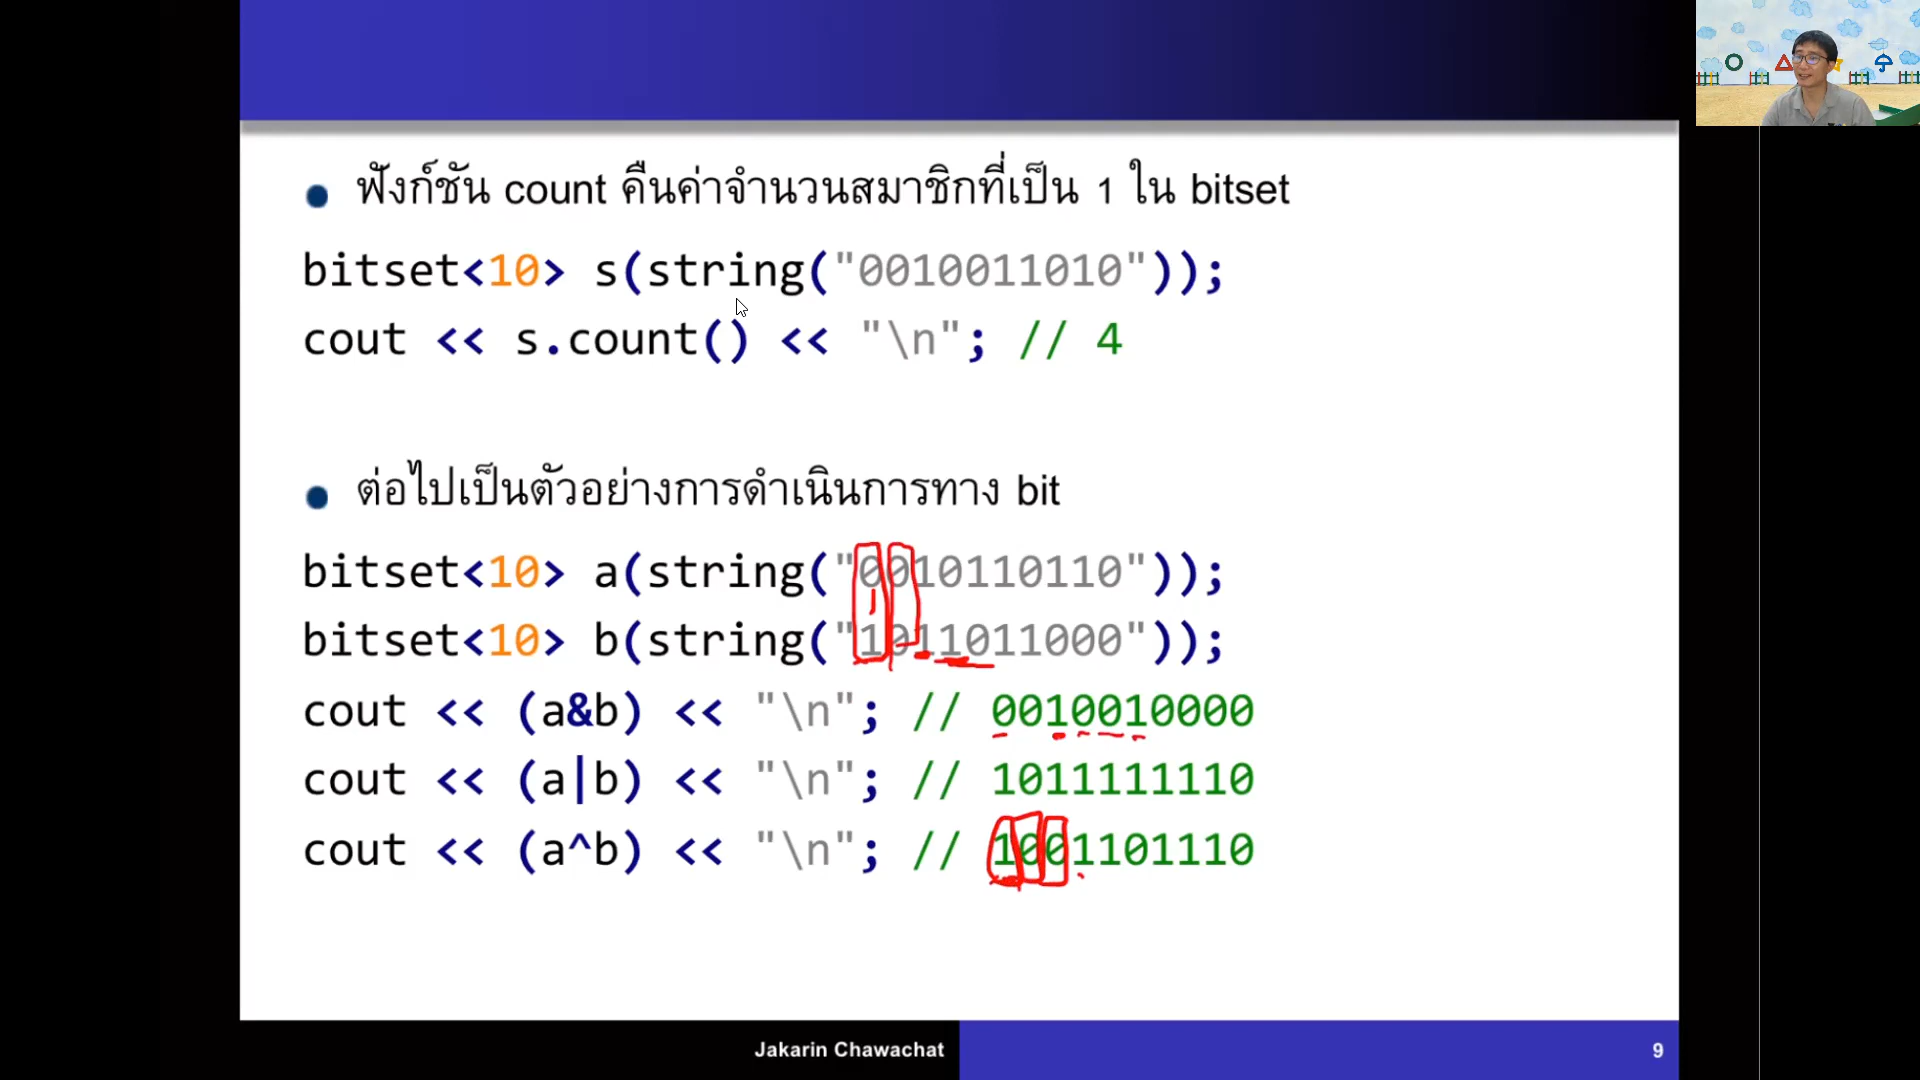 ฟังก์ชัน count คืนค่าจำนวนสมาชิกที่เป็น 1 ใน bitset
bitset<10> s(string("0010011010"));
cout << s.count() << "\n"; // 4
ต่อไปเป็นตัวอย่างการดำเนินการทาง bit
bitset<10> a(string("0010110110"));
bitset<10> b(string("1011011000"));
cout << (a&b) << "\n"; // 0010010000
cout << (a|b) << "\n"; // 1011111110
cout << (a^b) << "\n"; // 1001101110
Jakarin Chawachat
9